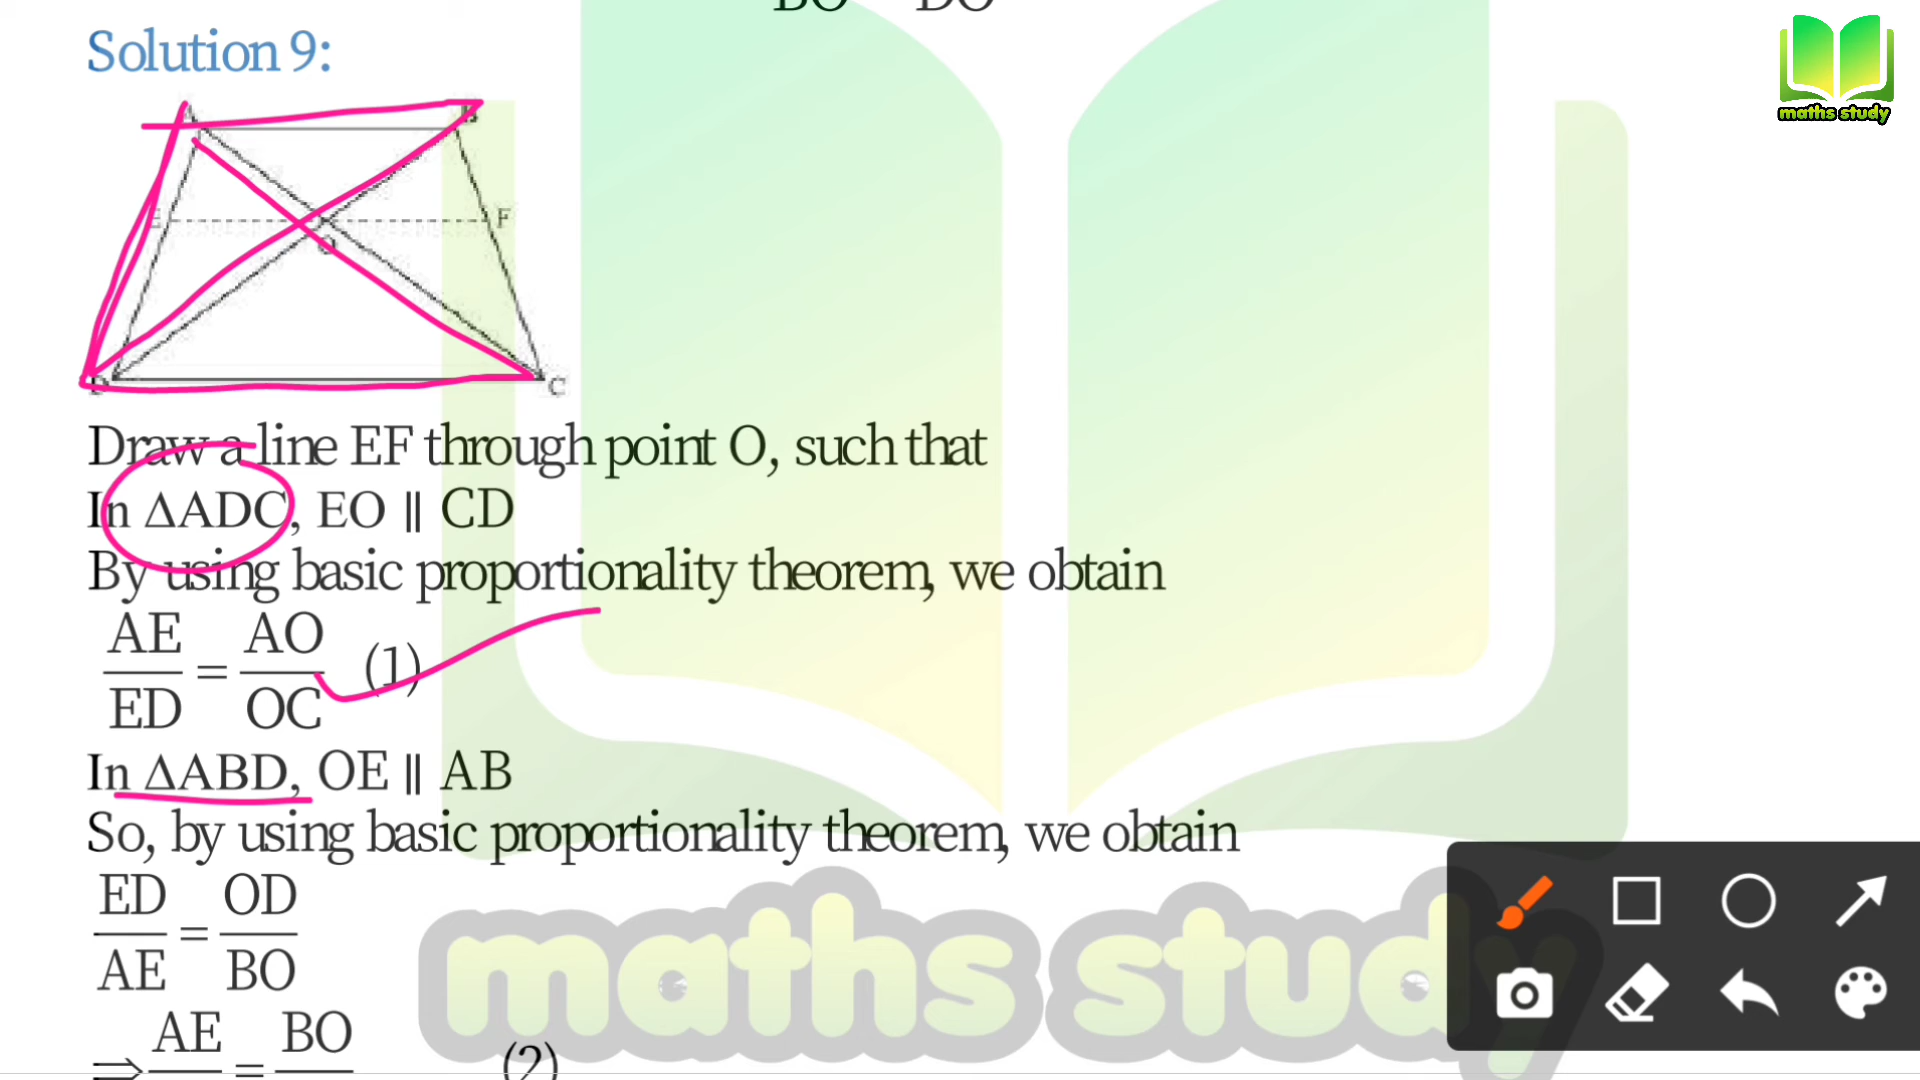 BO DO
Solution 9:
maths study
E F
O
D C
Draw a line EF through point O, such that
In ΔADC, EO ∥ CD
By using basic proportionality theorem, we obtain
AE/ED = AO/OC (1)
In ΔABD, OE ∥ AB
So, by using basic proportionality theorem, we obtain
ED/AE = OD/BO
⇒ AE = BO (2)
maths study